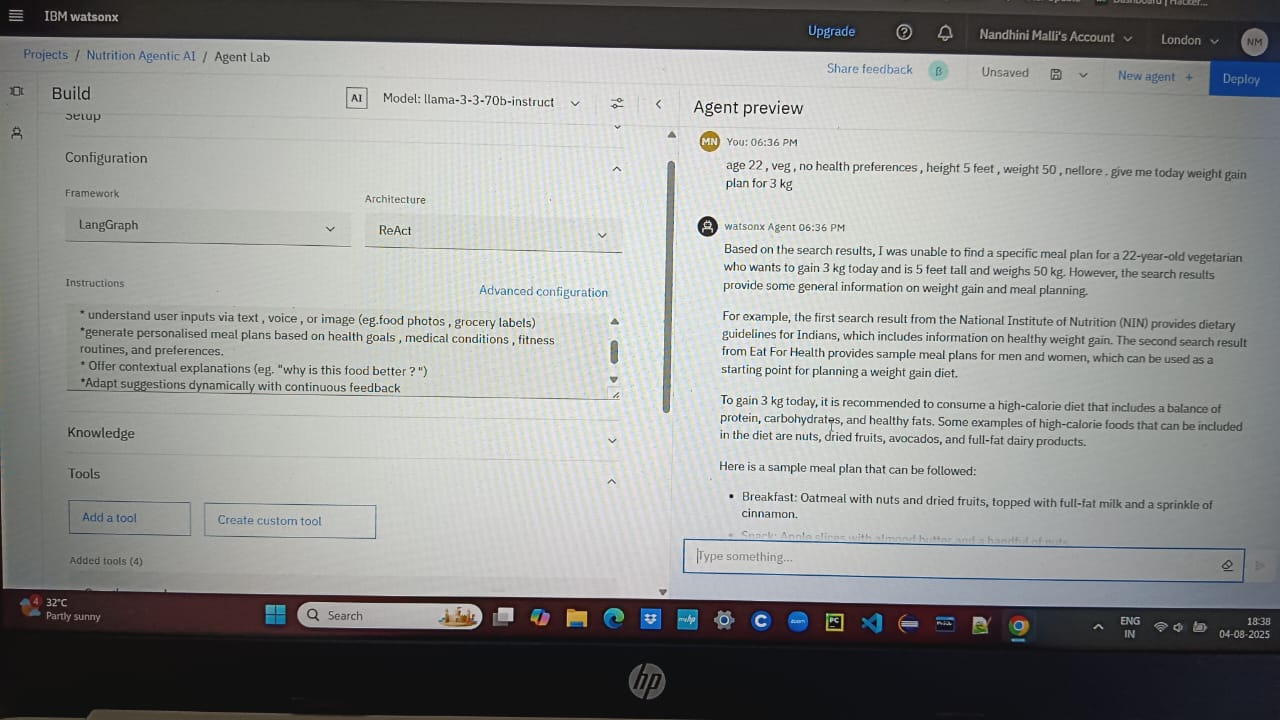 IBM watsonx
Upgrade
Nandhini Malli's Account
London
NM
Projects / Nutrition Agentic AI / Agent Lab
Share feedback
β
Unsaved
New agent +
Deploy
Build
AI
Model: llama-3-3-70b-instruct
Agent preview
Setup
Configuration
Framework
Architecture
LangGraph
ReAct
Instructions
Advanced configuration
* understand user inputs via text , voice , or image (eg.food photos , grocery labels)
*generate personalised meal plans based on health goals , medical conditions , fitness
routines, and preferences.
* Offer contextual explanations (eg. "why is this food better ? ")
*Adapt suggestions dynamically with continuous feedback
Knowledge
Tools
Add a tool
Create custom tool
Added tools (4)
MN
You: 06:36 PM
age 22 , veg , no health preferences , height 5 feet , weight 50 , nellore . give me today weight gain
plan for 3 kg
watsonx Agent 06:36 PM
Based on the search results, I was unable to find a specific meal plan for a 22-year-old vegetarian
who wants to gain 3 kg today and is 5 feet tall and weighs 50 kg. However, the search results
provide some general information on weight gain and meal planning.
For example, the first search result from the National Institute of Nutrition (NIN) provides dietary
guidelines for Indians, which includes information on healthy weight gain. The second search result
from Eat For Health provides sample meal plans for men and women, which can be used as a
starting point for planning a weight gain diet.
To gain 3 kg today, it is recommended to consume a high-calorie diet that includes a balance of
protein, carbohydrates, and healthy fats. Some examples of high-calorie foods that can be included
in the diet are nuts, dried fruits, avocados, and full-fat dairy products.
Here is a sample meal plan that can be followed:
• Breakfast: Oatmeal with nuts and dried fruits, topped with full-fat milk and a sprinkle of
cinnamon.
• Snack: Apple slices with almond butter and a handful of nuts
Type something...
4
32°C
Partly sunny
Search
myhp
zoom
PC
ENG
IN
18:38
04-08-2025
hp